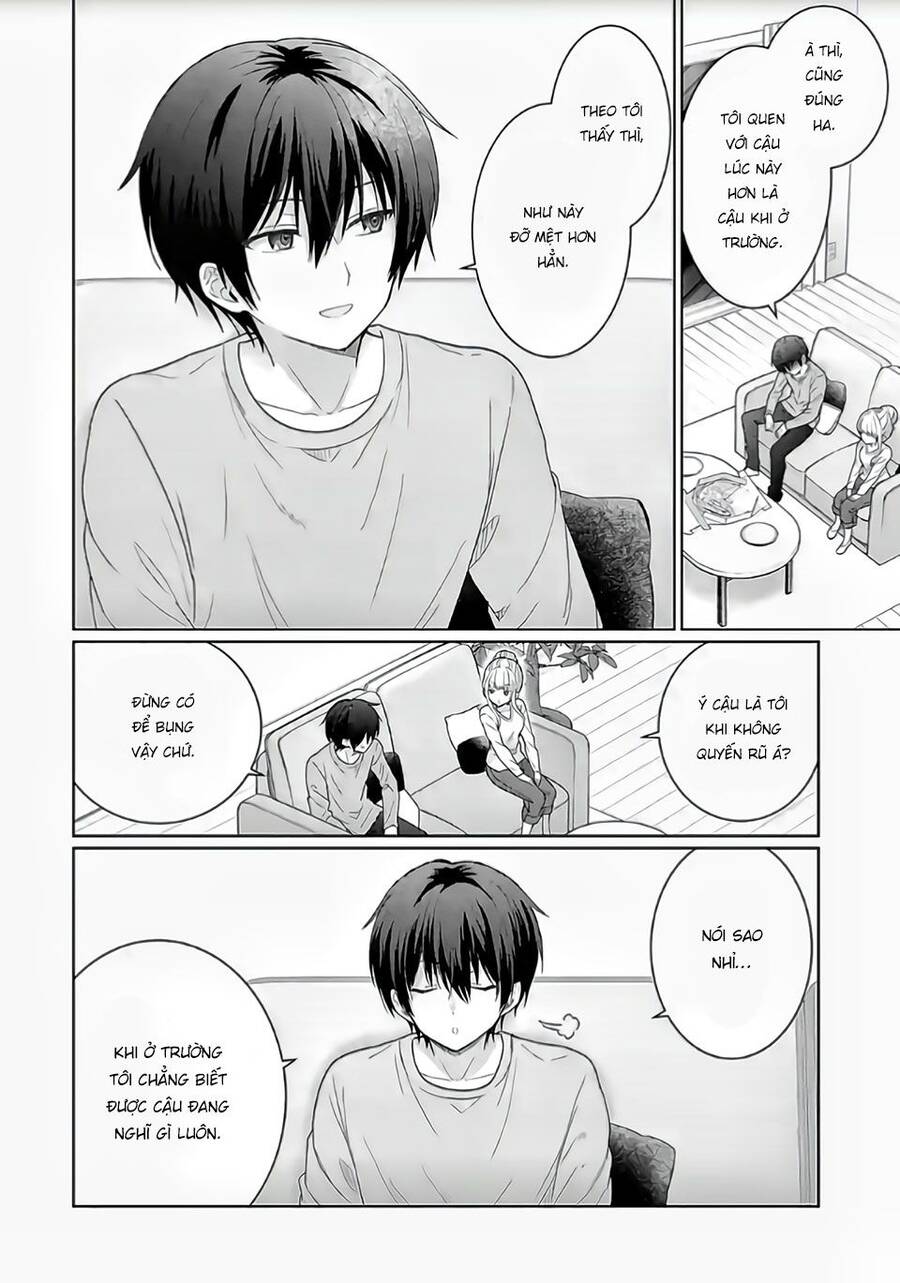 À THÌ,
CŨNG
ĐÚNG
HA.
TÔI QUEN
VỚI CẬU
LÚC NÀY
HƠN LÀ
CẬU KHI Ở
TRƯỜNG.
THEO TÔI
THẤY THÌ,
NHƯ NÀY
ĐỠ MỆT HƠN
HẲN.
Ý CẬU LÀ TÔI
KHI KHÔNG
QUYẾN RŨ Á?
ĐỪNG CÓ
ĐỂ BỤNG
VẬY CHỨ.
NÓI SAO
NHỈ...
KHI Ở TRƯỜNG
TÔI CHẲNG BIẾT
ĐƯỢC CẬU ĐANG
NGHĨ GÌ LUÔN.